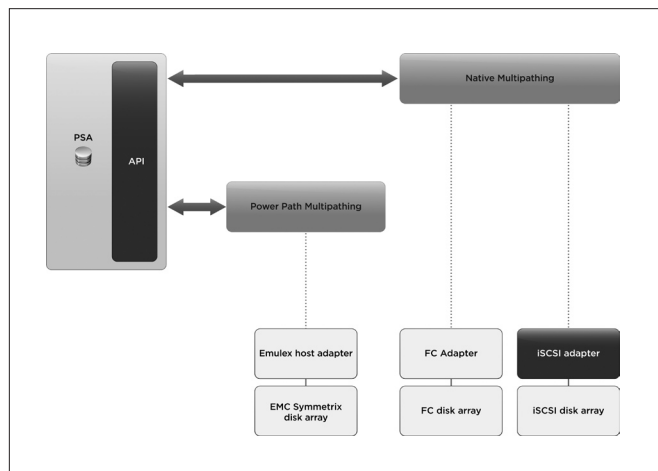 Native Multipathing
PSA
API
Power Path Multipathing
Emulex host adapter
FC Adapter
iSCSI adapter
EMC Symmetrix
disk array
FC disk array
iSCSI disk array